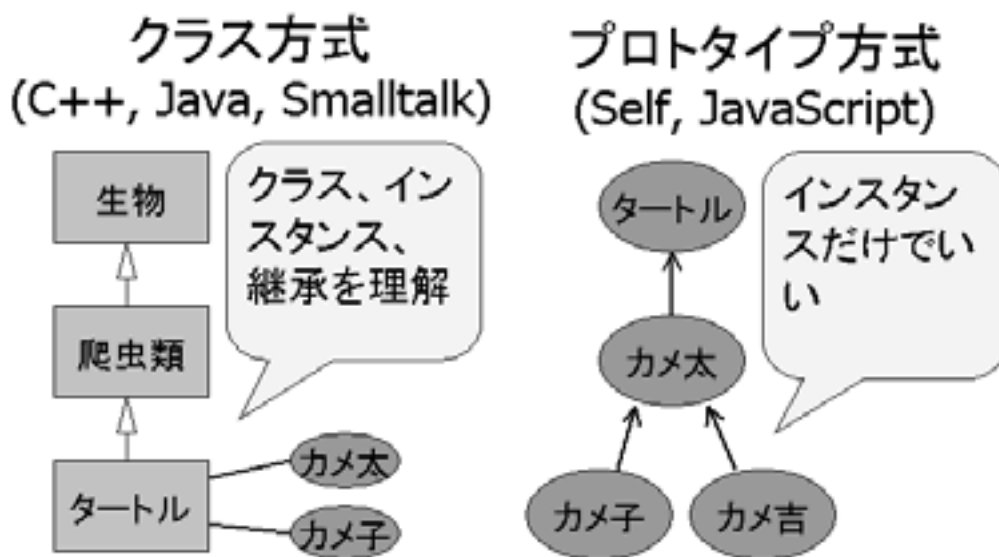 クラス方式
(C++, Java, Smalltalk)
生物
爬虫類
タートル
クラス、イン
スタンス、
継承を理解
カメ太
カメ子
プロトタイプ方式
(Self, JavaScript)
タートル
カメ太
カメ子
カメ吉
インスタン
スだけでい
い